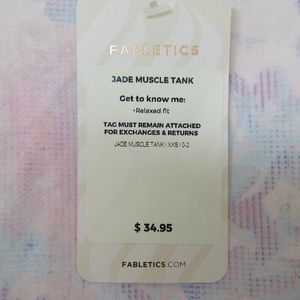 FABLETICS
JADE MUSCLE TANK
Get to know me:
•Relaxed fit
TAG MUST REMAIN ATTACHED
FOR EXCHANGES & RETURNS
JADE MUSCLE TANK | XXS / 0-2
$ 34.95
FABLETICS.COM